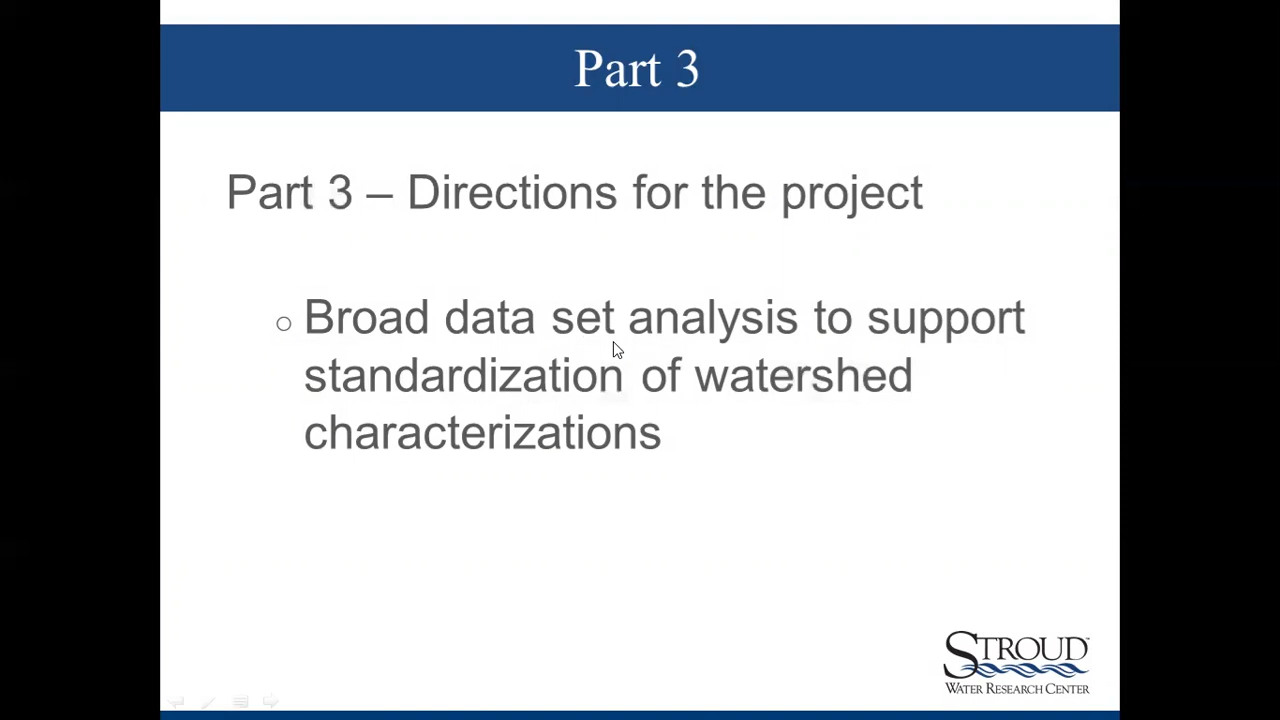 Part 3
Part 3 – Directions for the project
○ Broad data set analysis to support
standardization of watershed
characterizations
STROUD™
WATER RESEARCH CENTER